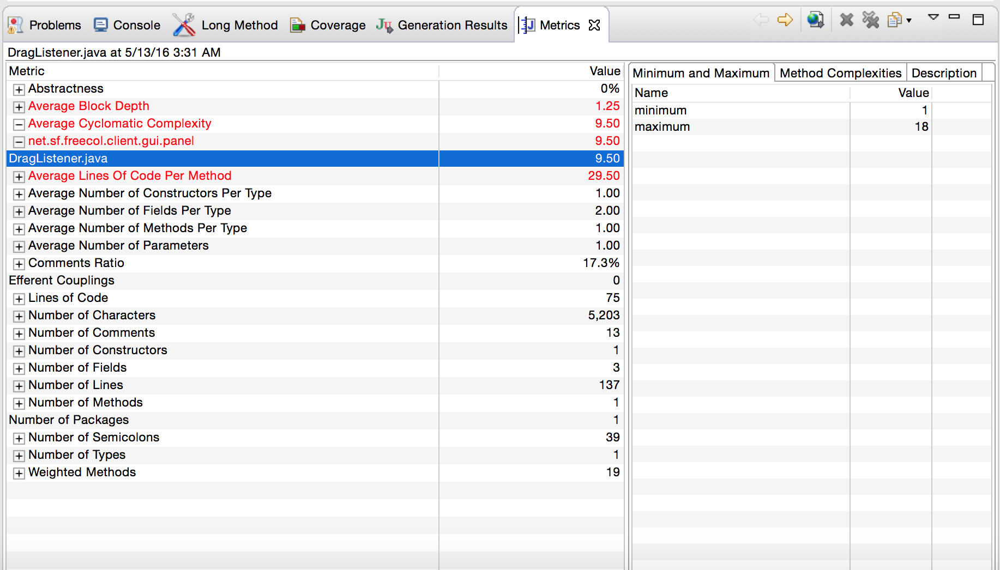 Problems Console Long Method Coverage Generation Results Metrics
DragListener.java at 5/13/16 3:31 AM
Metric Value
Abstractness 0%
Average Block Depth 1.25
Average Cyclomatic Complexity 9.50
net.sf.freecol.client.gui.panel 9.50
DragListener.java 9.50
Average Lines Of Code Per Method 29.50
Average Number of Constructors Per Type 1.00
Average Number of Fields Per Type 2.00
Average Number of Methods Per Type 1.00
Average Number of Parameters 1.00
Comments Ratio 17.3%
Efferent Couplings 0
Lines of Code 75
Number of Characters 5,203
Number of Comments 13
Number of Constructors 1
Number of Fields 3
Number of Lines 137
Number of Methods 1
Number of Packages 1
Number of Semicolons 39
Number of Types 1
Weighted Methods 19
Minimum and Maximum Method Complexities Description
Name Value
minimum 1
maximum 18